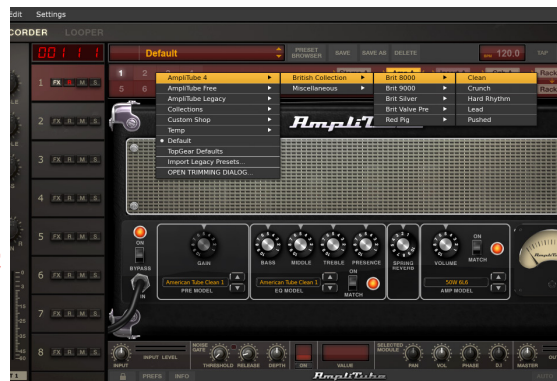 Edit Settings
CORDER LOOPER
001 1 1
Default
PRESET BROWSER SAVE SAVE AS DELETE
120.0 TAP
1 FX R M S
2 FX R M S
3 FX R M S
4 FX R M S
5 FX R M S
6 FX R M S
7 FX R M S
8 FX R M S
1 2
5 6
Rack
Rack
AmpliTube 4
AmpliTube Free
AmpliTube Legacy
Collections
Custom Shop
Temp
Default
TopGear Defaults
Import Legacy Presets...
OPEN TRIMMING DIALOG...
British Collection
Miscellaneous
Brit 8000
Brit 9000
Brit Silver
Brit Valve Pre
Red Pig
Clean
Crunch
Hard Rhythm
Lead
Pushed
ON
BYPASS
IN
GAIN
American Tube Clean 1
PRE MODEL
BASS MIDDLE TREBLE PRESENCE
American Tube Clean 1
EQ MODEL
ON
MATCH
SPRING REVERB
VOLUME
ON
MATCH
50W 6L6
AMP MODEL
INPUT
INPUT LEVEL
NOISE GATE
THRESHOLD RELEASE DEPTH
ON
VALUE
SELECTED MODULE
PAN VOL PHASE D.I MASTER
PREFS INFO
AmpliTube